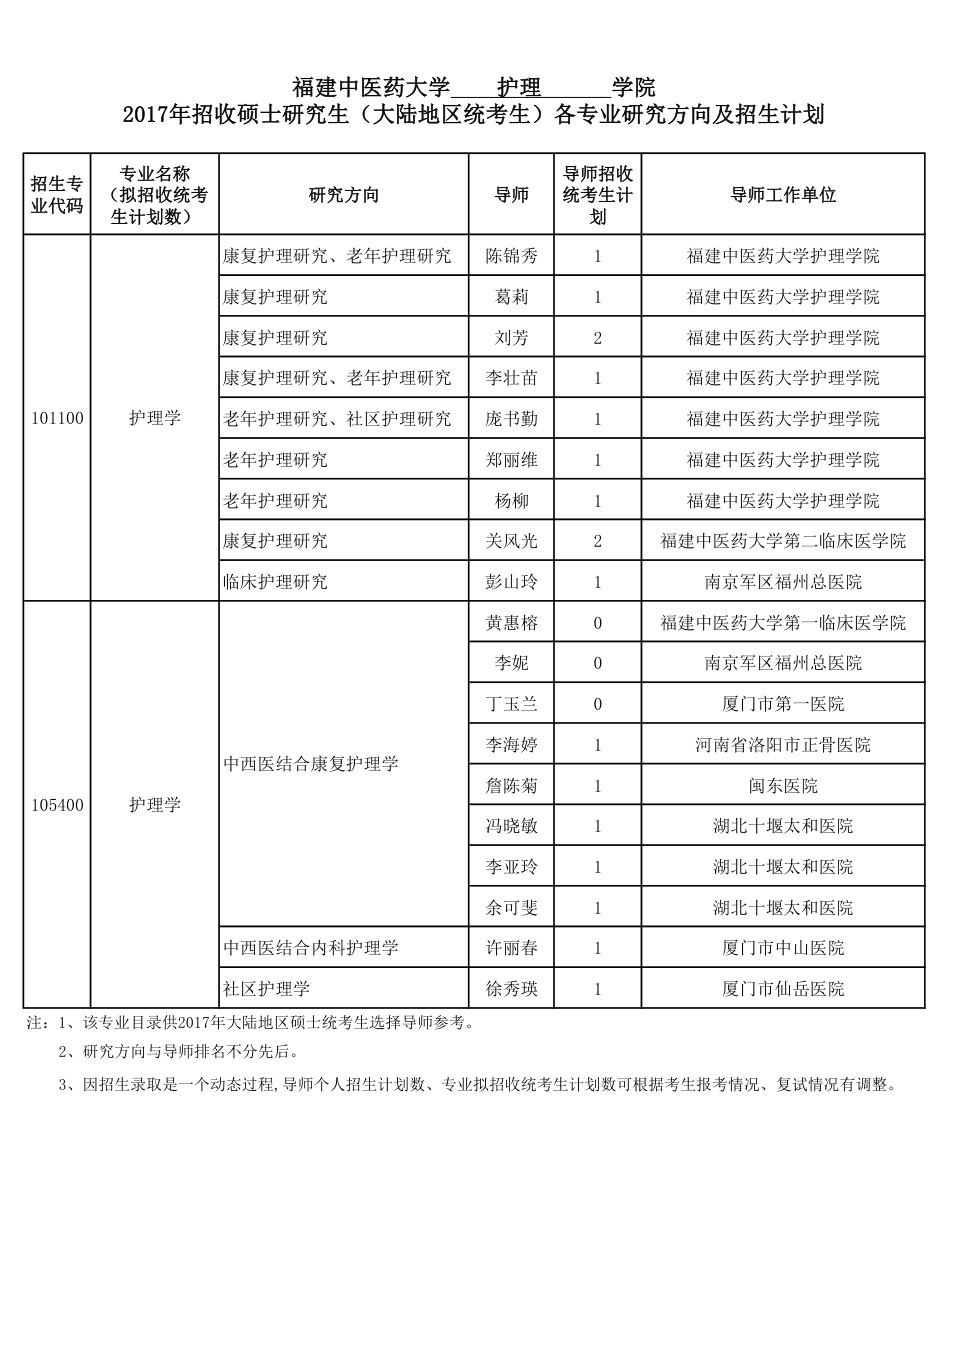 福建中医药大学 护理 学院
2017年招收硕士研究生（大陆地区统考生）各专业研究方向及招生计划
招生专业代码 专业名称（拟招收统考生计划数） 研究方向 导师 导师招收统考生计划 导师工作单位
101100 护理学 康复护理研究、老年护理研究 陈锦秀 1 福建中医药大学护理学院
康复护理研究 葛莉 1 福建中医药大学护理学院
康复护理研究 刘芳 2 福建中医药大学护理学院
康复护理研究、老年护理研究 李壮苗 1 福建中医药大学护理学院
老年护理研究、社区护理研究 庞书勤 1 福建中医药大学护理学院
老年护理研究 郑丽维 1 福建中医药大学护理学院
老年护理研究 杨柳 1 福建中医药大学护理学院
康复护理研究 关风光 2 福建中医药大学第二临床医学院
临床护理研究 彭山玲 1 南京军区福州总医院
105400 护理学 中西医结合康复护理学 黄惠榕 0 福建中医药大学第一临床医学院
李妮 0 南京军区福州总医院
丁玉兰 0 厦门市第一医院
李海婷 1 河南省洛阳市正骨医院
詹陈菊 1 闽东医院
冯晓敏 1 湖北十堰太和医院
李亚玲 1 湖北十堰太和医院
余可斐 1 湖北十堰太和医院
中西医结合内科护理学 许丽春 1 厦门市中山医院
社区护理学 徐秀瑛 1 厦门市仙岳医院
注：1、该专业目录供2017年大陆地区硕士统考生选择导师参考。
2、研究方向与导师排名不分先后。
3、因招生录取是一个动态过程,导师个人招生计划数、专业拟招收统考生计划数可根据考生报考情况、复试情况有调整。